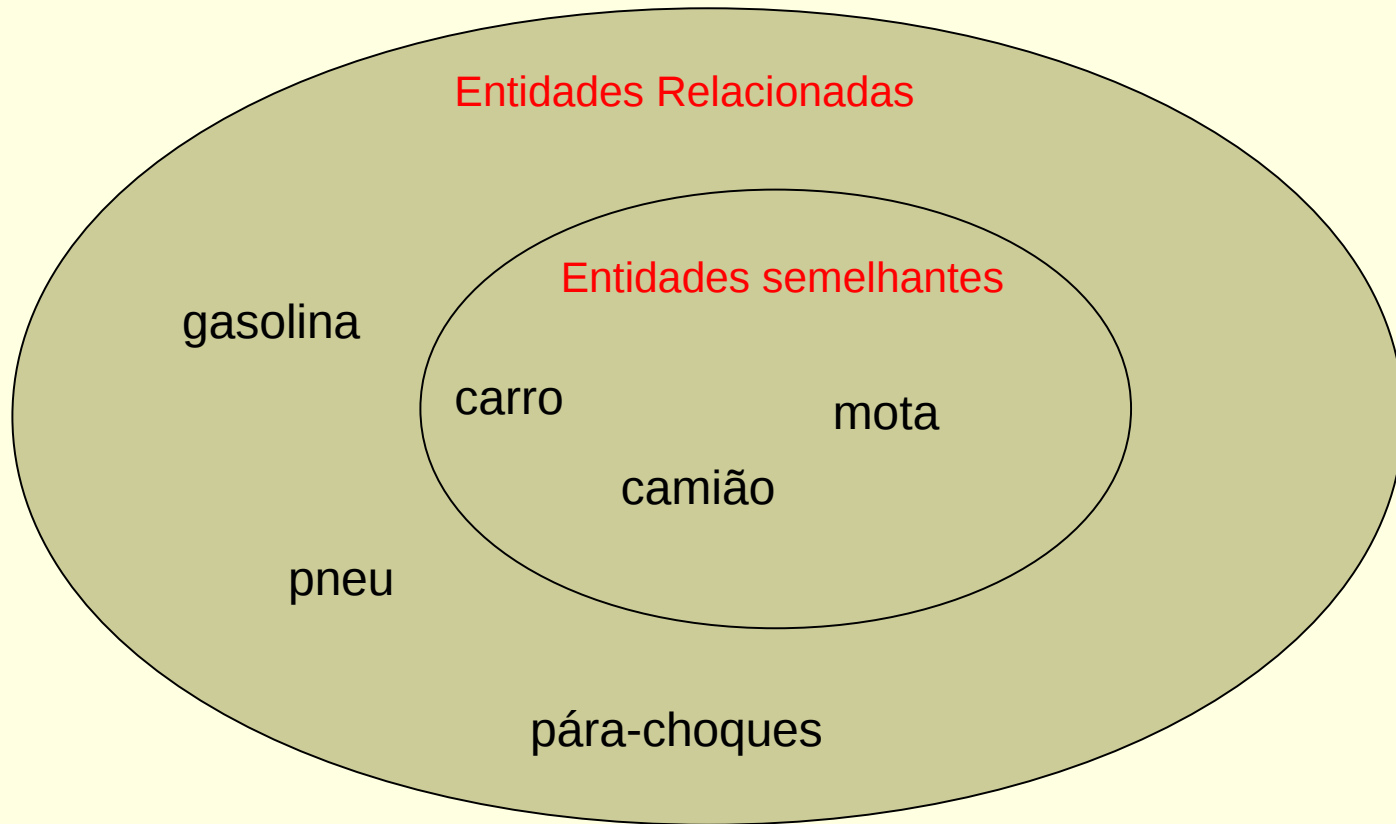 Entidades Relacionadas
Entidades semelhantes
gasolina
carro
mota
camião
pneu
pára-choques